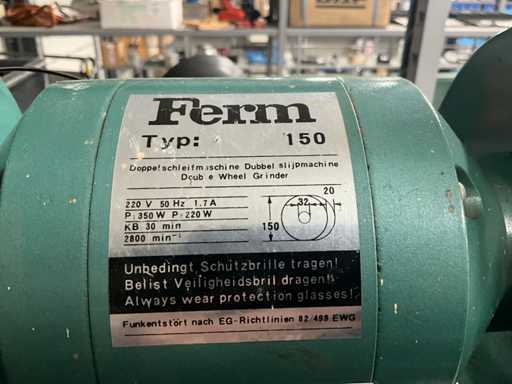 Ferm
Typ: 150
Doppelschleifmaschine Dubbel slijpmachine
Double Wheel Grinder
220 V 50 Hz 1.7 A
P: 350 W P: 220 W
KB 30 min
2800 min⁻¹
20
32
150
Unbedingt Schutzbrille tragen!
Belist Veiligheidsbril dragen!
Always wear protection glasses!
Funkentstört nach EG-Richtlinien 82/499 EWG